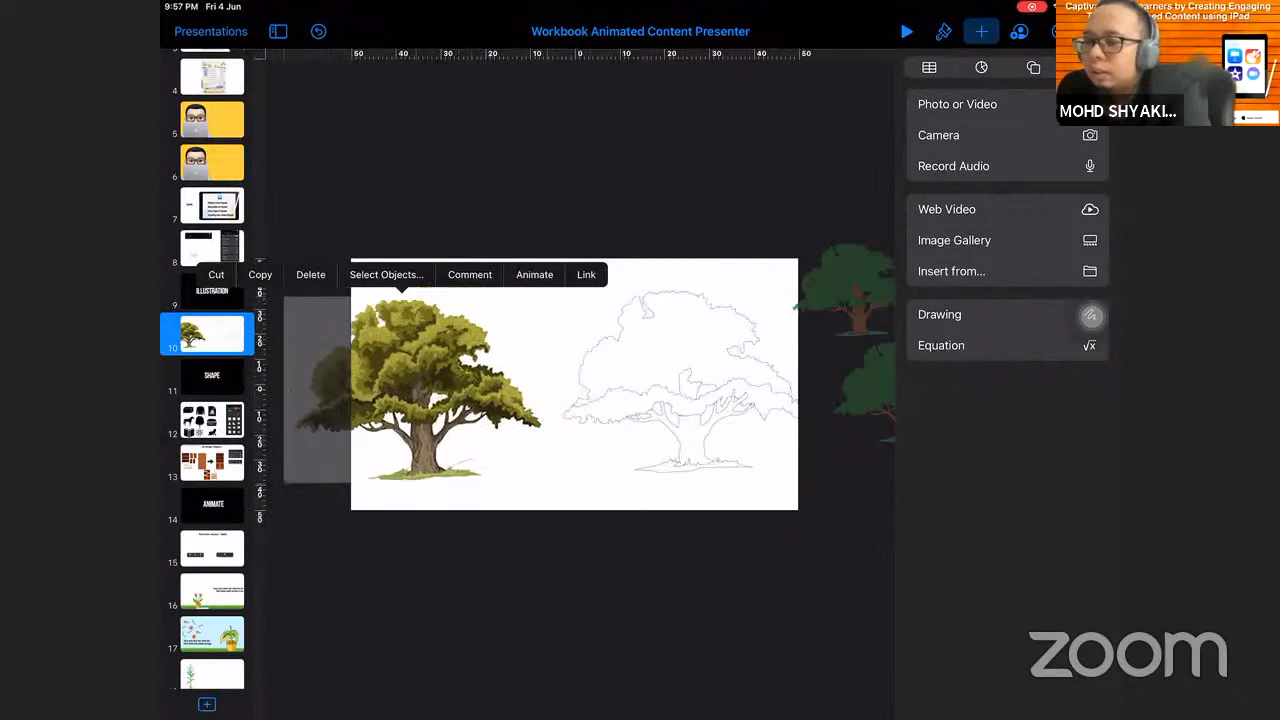 9:57 PM Fri 4 Jun
Presentations
Workbook Animated Content Presenter
50 40 30 20 10 0 10 20 30 40 50
4
5
6
7
8
9
ILLUSTRATION
10
11
SHAPE
12
13
14
ANIMATE
15
16
17
Cut
Copy
Delete
Select Objects...
Comment
Animate
Link
Photo or Video
Camera
Record Audio
Video
Gallery
Insert from...
Drawing
Equation
√x
MOHD SHYAKI...
zoom